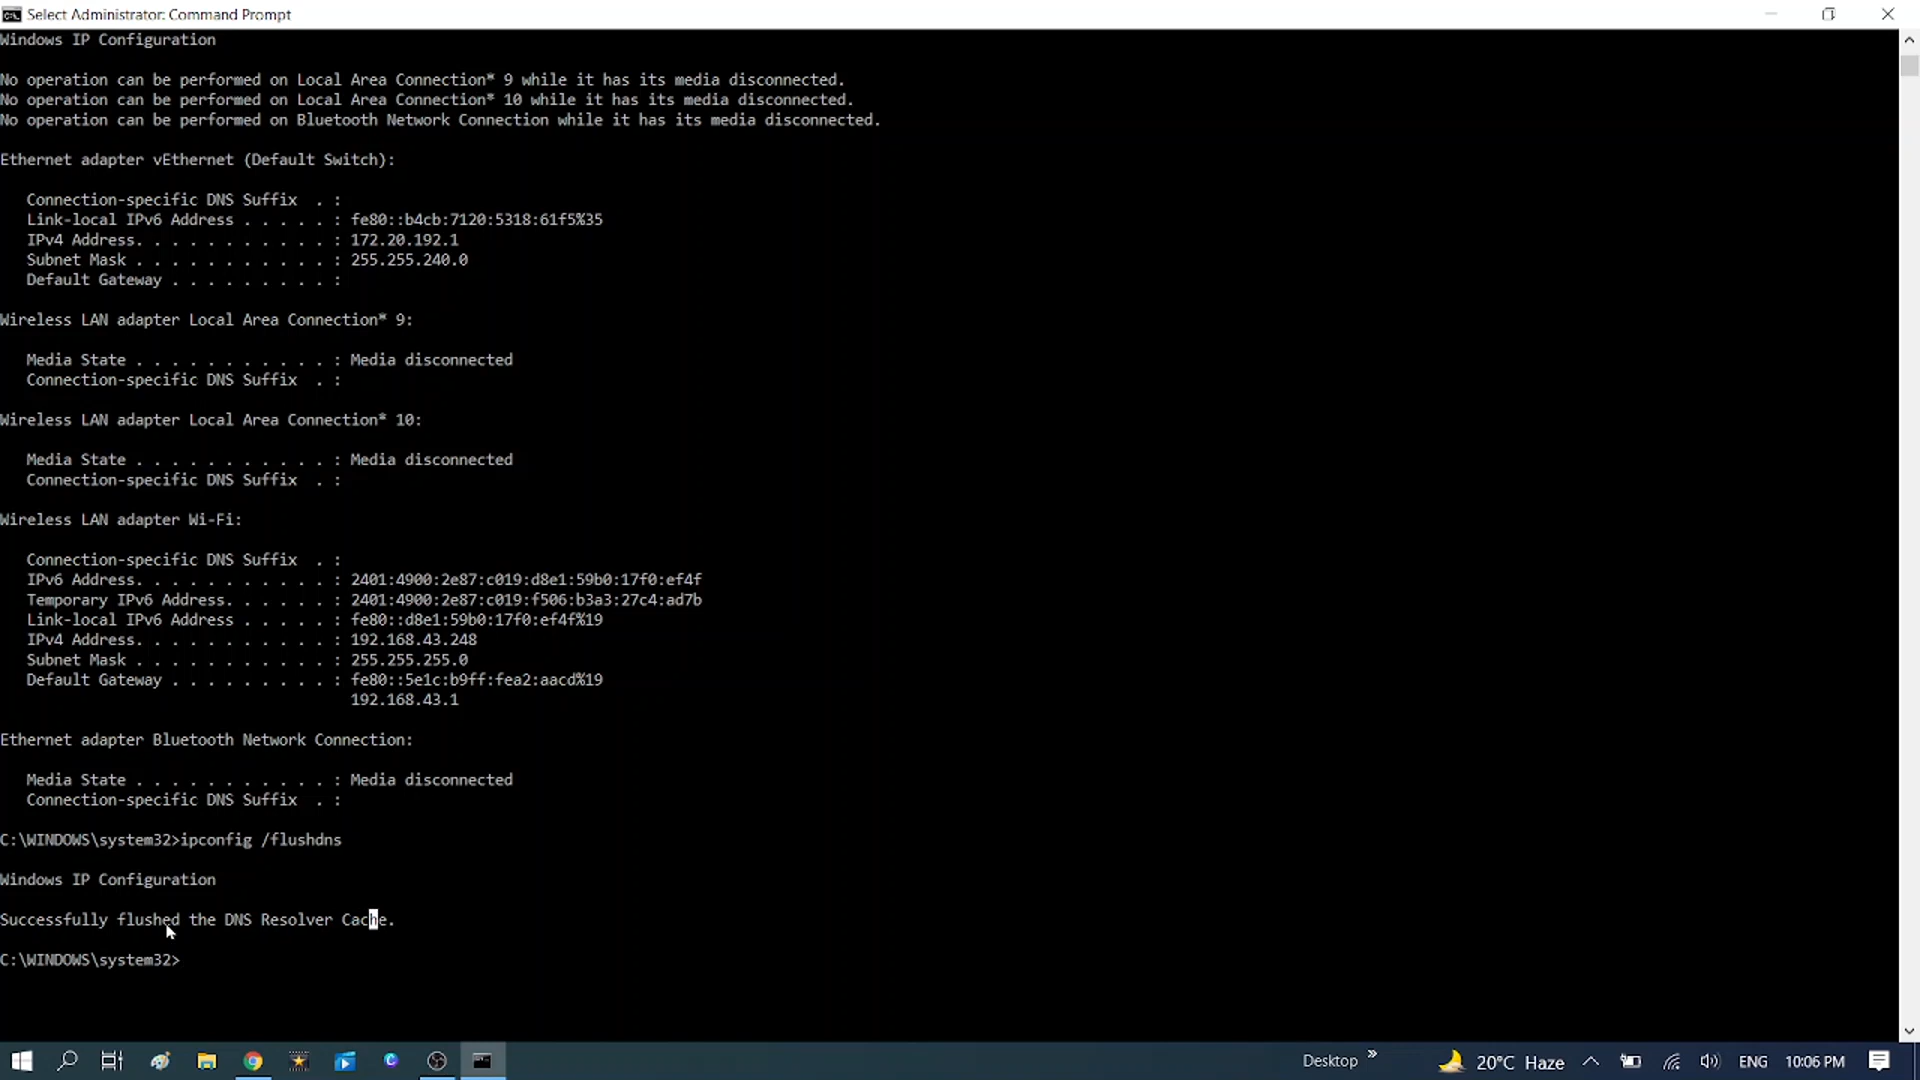 Select Administrator: Command Prompt
Windows IP Configuration
No operation can be performed on Local Area Connection* 9 while it has its media disconnected.
No operation can be performed on Local Area Connection* 10 while it has its media disconnected.
No operation can be performed on Bluetooth Network Connection while it has its media disconnected.
Ethernet adapter vEthernet (Default Switch):
Connection-specific DNS Suffix  . :
Link-local IPv6 Address . . . . . : fe80::b4cb:7120:5318:61f5%35
IPv4 Address. . . . . . . . . . . : 172.20.192.1
Subnet Mask . . . . . . . . . . . : 255.255.240.0
Default Gateway . . . . . . . . . :
Wireless LAN adapter Local Area Connection* 9:
Media State . . . . . . . . . . . : Media disconnected
Connection-specific DNS Suffix  . :
Wireless LAN adapter Local Area Connection* 10:
Media State . . . . . . . . . . . : Media disconnected
Connection-specific DNS Suffix  . :
Wireless LAN adapter Wi-Fi:
Connection-specific DNS Suffix  . :
IPv6 Address. . . . . . . . . . . : 2401:4900:2e87:c019:d8e1:59b0:17f0:ef4f
Temporary IPv6 Address. . . . . . : 2401:4900:2e87:c019:f506:b3a3:27c4:ad7b
Link-local IPv6 Address . . . . . : fe80::d8e1:59b0:17f0:ef4f%19
IPv4 Address. . . . . . . . . . . : 192.168.43.248
Subnet Mask . . . . . . . . . . . : 255.255.255.0
Default Gateway . . . . . . . . . : fe80::5e1c:b9ff:fea2:aacd%19
192.168.43.1
Ethernet adapter Bluetooth Network Connection:
Media State . . . . . . . . . . . : Media disconnected
Connection-specific DNS Suffix  . :
C:\WINDOWS\system32>ipconfig /flushdns
Windows IP Configuration
Successfully flushed the DNS Resolver Cache.
C:\WINDOWS\system32>
Desktop » 20°C Haze ENG 10:06 PM